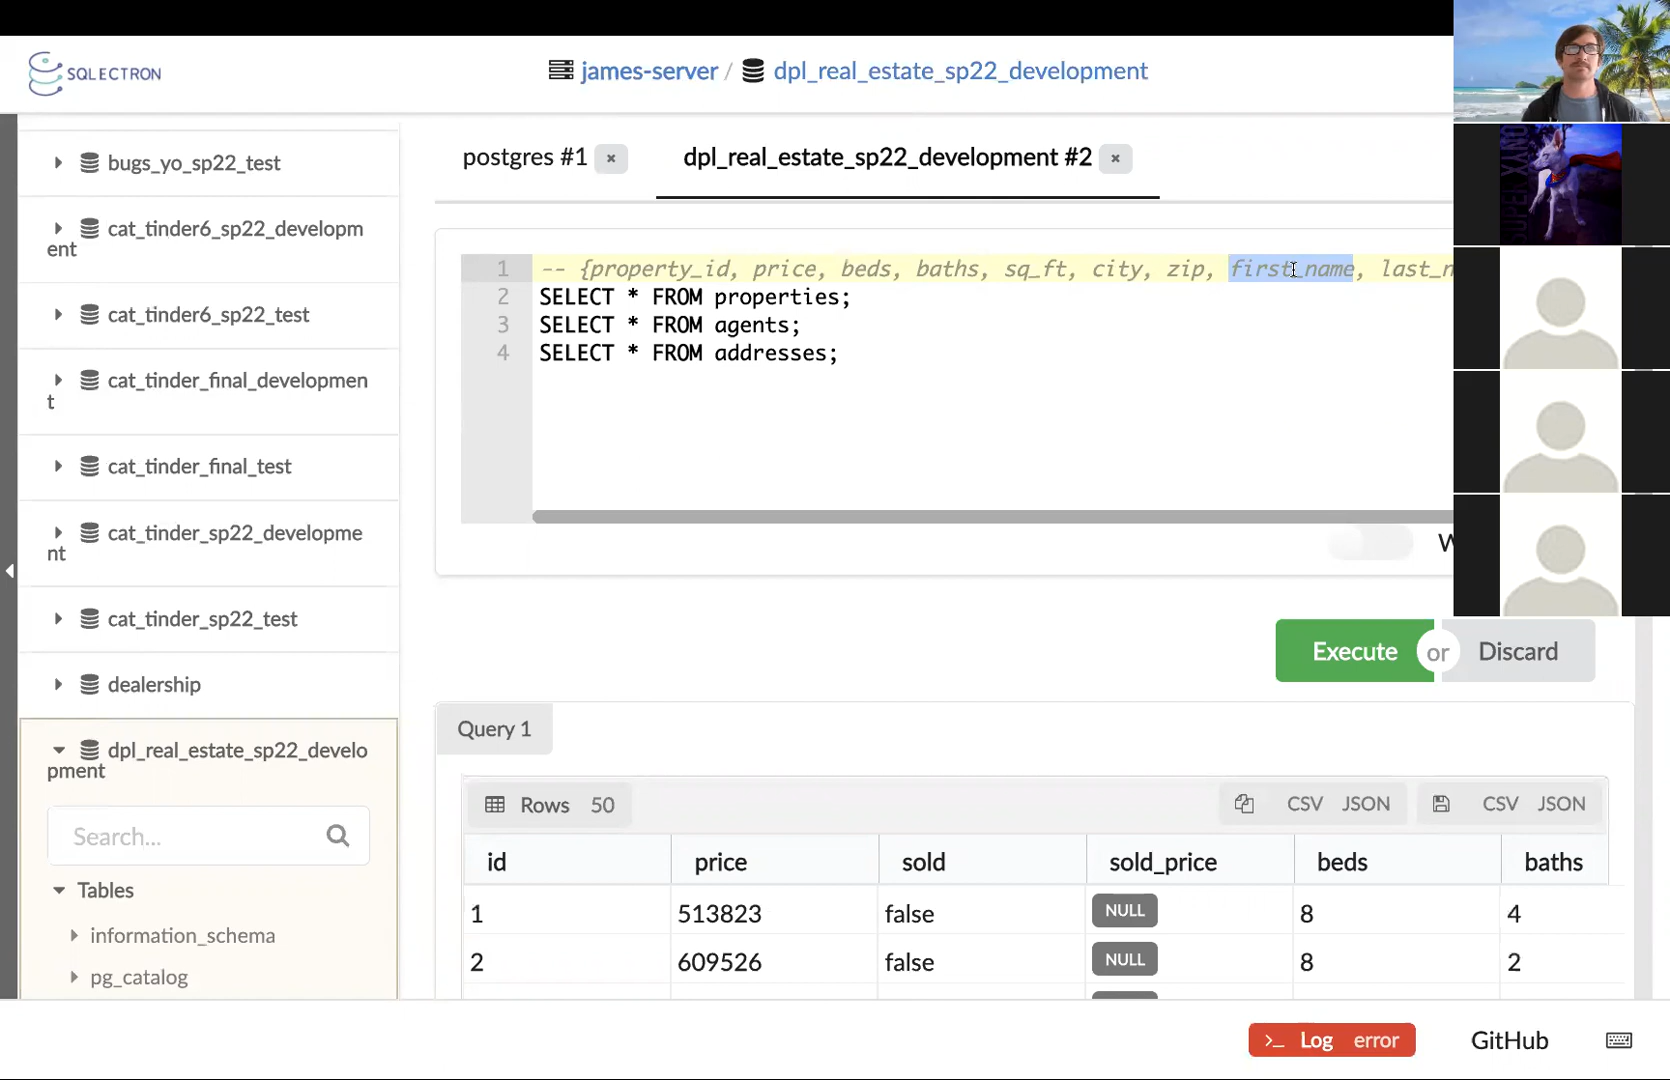 SQLECTRON
james-server / dpl_real_estate_sp22_development
bugs_yo_sp22_test
cat_tinder6_sp22_developm
ent
cat_tinder6_sp22_test
cat_tinder_final_developmen
t
cat_tinder_final_test
cat_tinder_sp22_developme
nt
cat_tinder_sp22_test
dealership
dpl_real_estate_sp22_develo
pment
Search...
Tables
information_schema
pg_catalog
postgres #1 ×
dpl_real_estate_sp22_development #2 ×
1 -- {property_id, price, beds, baths, sq_ft, city, zip, first_name, last_n
2 SELECT * FROM properties;
3 SELECT * FROM agents;
4 SELECT * FROM addresses;
W
Execute or Discard
Query 1
Rows 50 CSV JSON CSV JSON
id price sold sold_price beds baths
1 513823 false NULL 8 4
2 609526 false NULL 8 2
>_ Log error GitHub